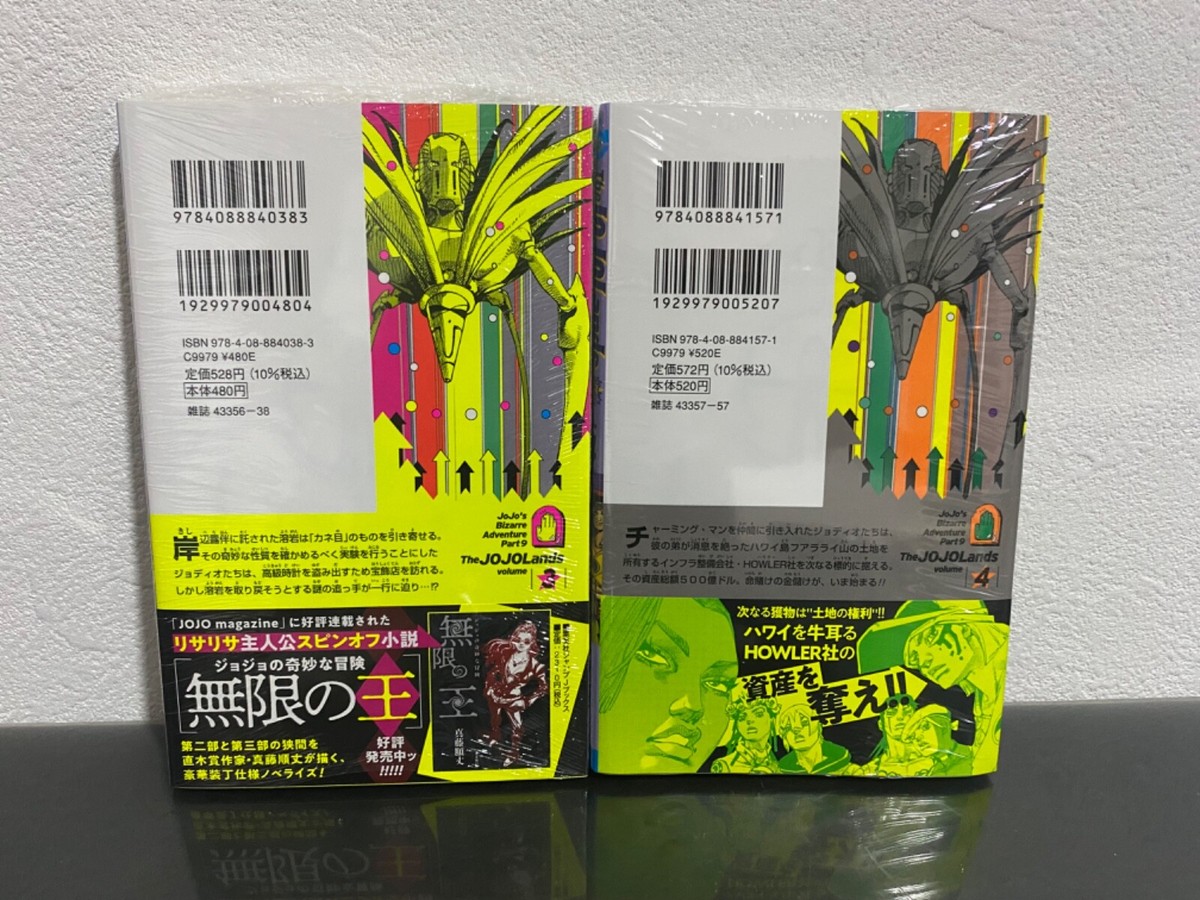 9784088840383
1929979004804
ISBN 978-4-08-884038-3
C9979 ¥480E
定価528円(10%税込)
本体480円
雑誌 43356-38
JoJo's
Bizarre
Adventure
Part9
The JOJOLands
volume 3
岸辺露伴に託された溶岩は「カネ目」のものを引き寄せる。
その奇妙な性質を確かめるべく実験を行うことにした
ジョディオたちは、高級時計を盗み出すため宝飾店を訪れる。
しかし溶岩を取り戻そうとする謎の追っ手が一行に迫り…!?
「JOJO magazine」に好評連載された
リサリサ主人公スピンオフ小説
ジョジョの奇妙な冒険
無限の王
好評
発売中ッ
!!!!!
第二部と第三部の狭間を
直木賞作家・真藤順丈が描く、
豪華装丁仕様ノベライズ!
無限の王
真藤順丈
9784088841571
1929979005207
ISBN 978-4-08-884157-1
C9979 ¥520E
定価572円(10%税込)
本体520円
雑誌 43357-57
JoJo's
Bizarre
Adventure
Part9
The JOJOLands
volume 4
チャーミング・マンを仲間に引き入れたジョディオたちは、
彼の弟が消息を絶ったハワイ島フアラライ山の土地を
所有するインフラ整備会社・HOWLER社を次なる標的に据える。
その資産総額500億ドル。命賭けの金儲けが、いま始まる!!
次なる獲物は"土地の権利"!!
ハワイを牛耳る
HOWLER社の
資産を
奪え!!